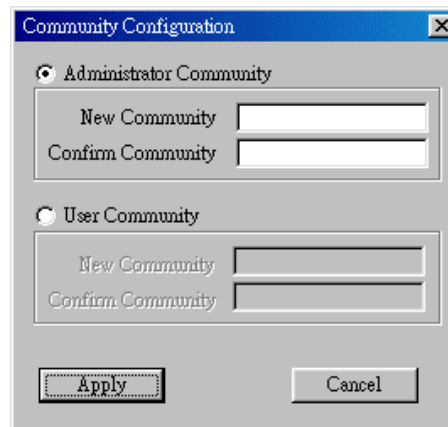 Community Configuration
Administrator Community
New Community
Confirm Community
User Community
New Community
Confirm Community
Apply
Cancel